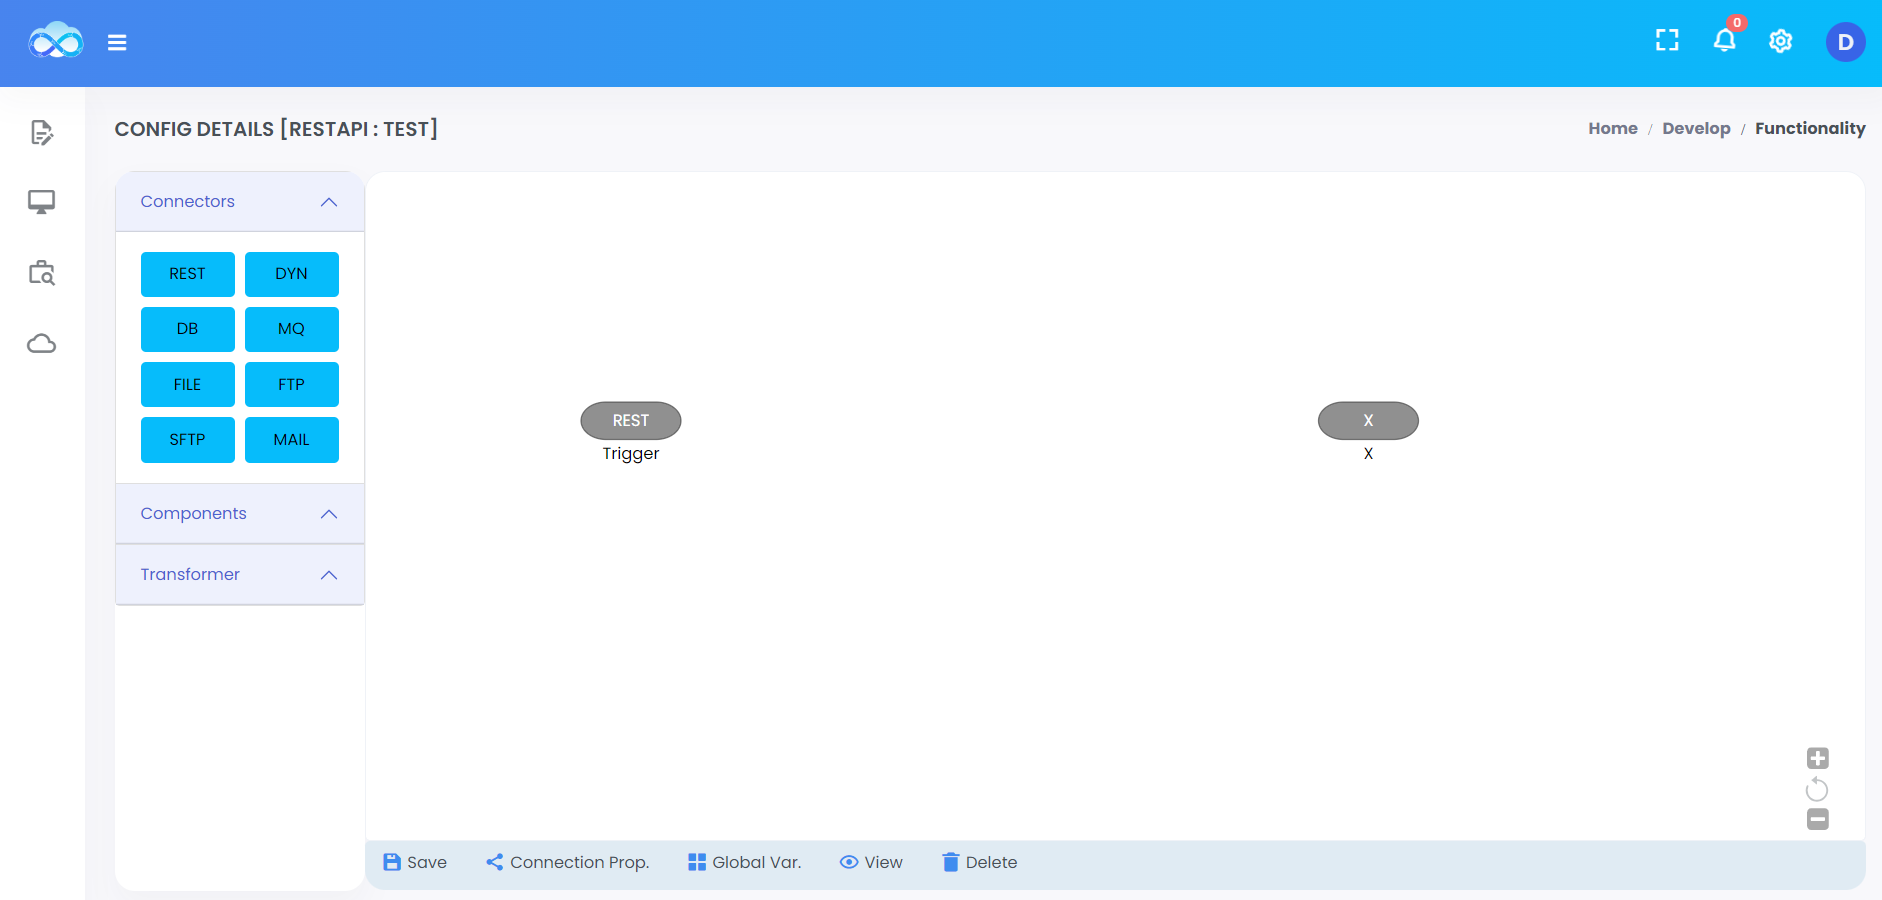 0
D
CONFIG DETAILS [RESTAPI : TEST]
Home / Develop / Functionality
Connectors
REST
DYN
DB
MQ
FILE
FTP
SFTP
MAIL
Components
Transformer
REST
Trigger
X
X
Save
Connection Prop.
Global Var.
View
Delete